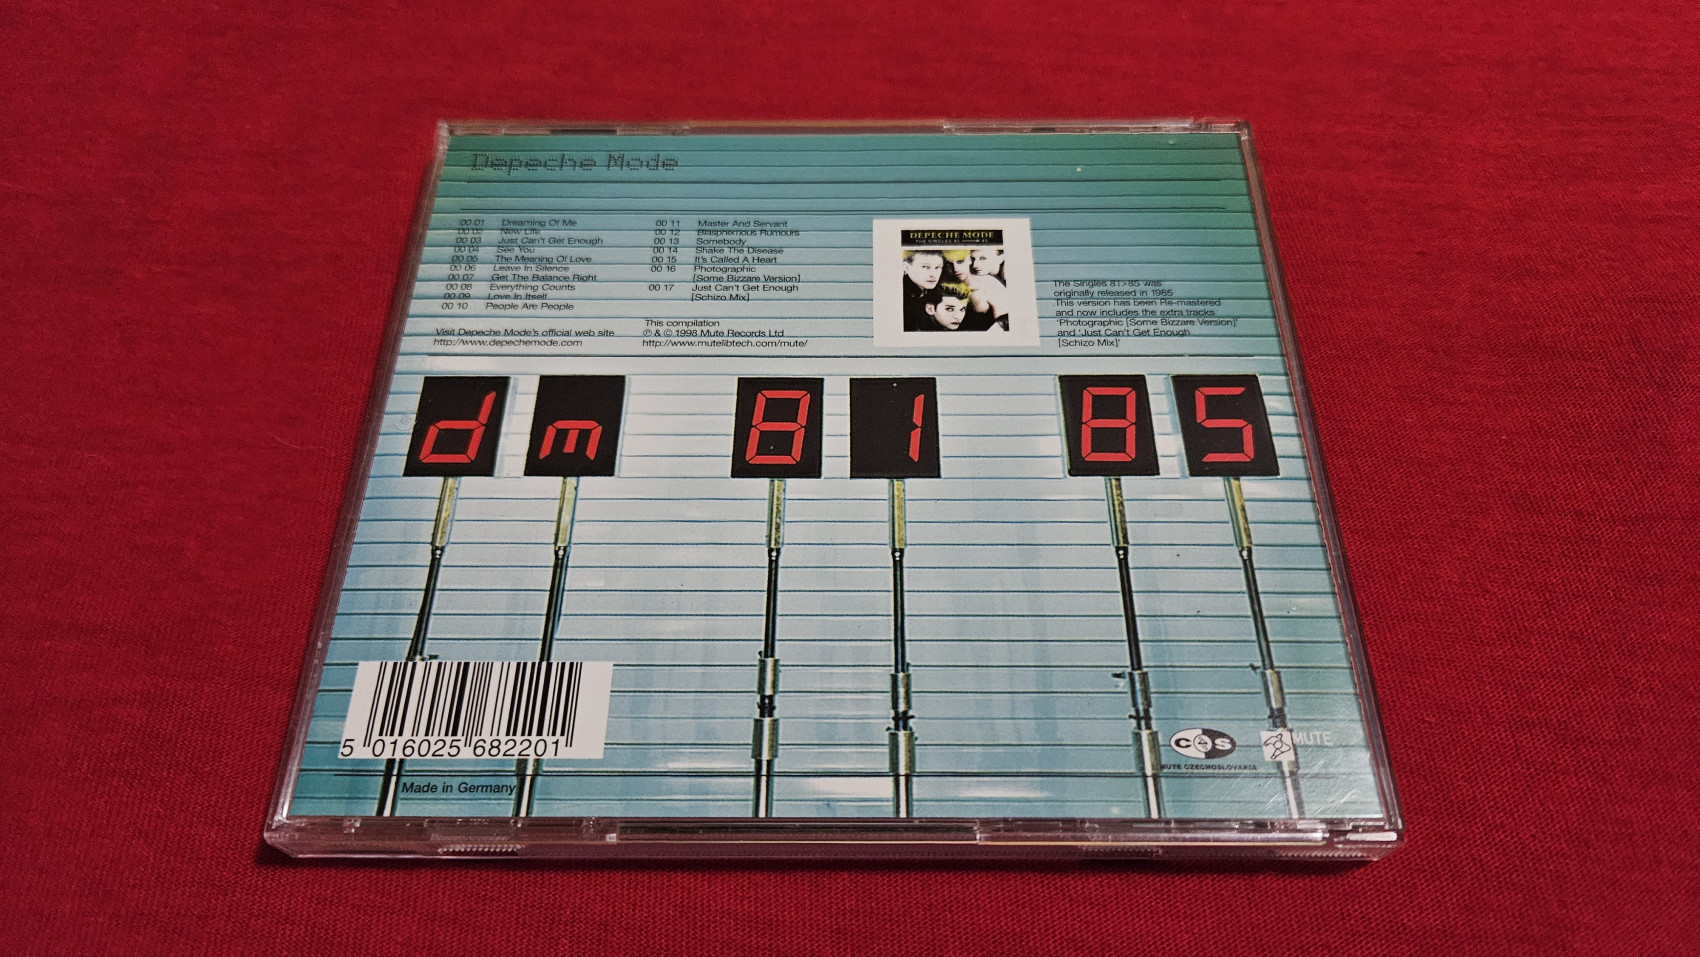 Depeche Mode
00 01 Dreaming Of Me
00 02 New Life
00 03 Just Can't Get Enough
00 04 See You
00 05 The Meaning Of Love
00 06 Leave In Silence
00 07 Get The Balance Right
00 08 Everything Counts
00 09 Love In Itself
00 10 People Are People
Visit Depeche Mode's official web site
http://www.depechemode.com
00 11 Master And Servant
00 12 Blasphemous Rumours
00 13 Somebody
00 14 Shake The Disease
00 15 It's Called A Heart
00 16 Photographic
[Some Bizzare Version]
00 17 Just Can't Get Enough
[Schizo Mix]
This compilation
℗ & © 1998 Mute Records Ltd
http://www.mutelibtech.com/mute/
DEPECHE MODE
THE SINGLES 81 85
The Singles 81>85 was
originally released in 1985
This version has been Re-mastered
and now includes the extra tracks
'Photographic [Some Bizzare Version]'
and 'Just Can't Get Enough
[Schizo Mix]'
dm 81 85
5 016025 682201
Made in Germany
CS
MUTE CZECHOSLOVAKIA
MUTE